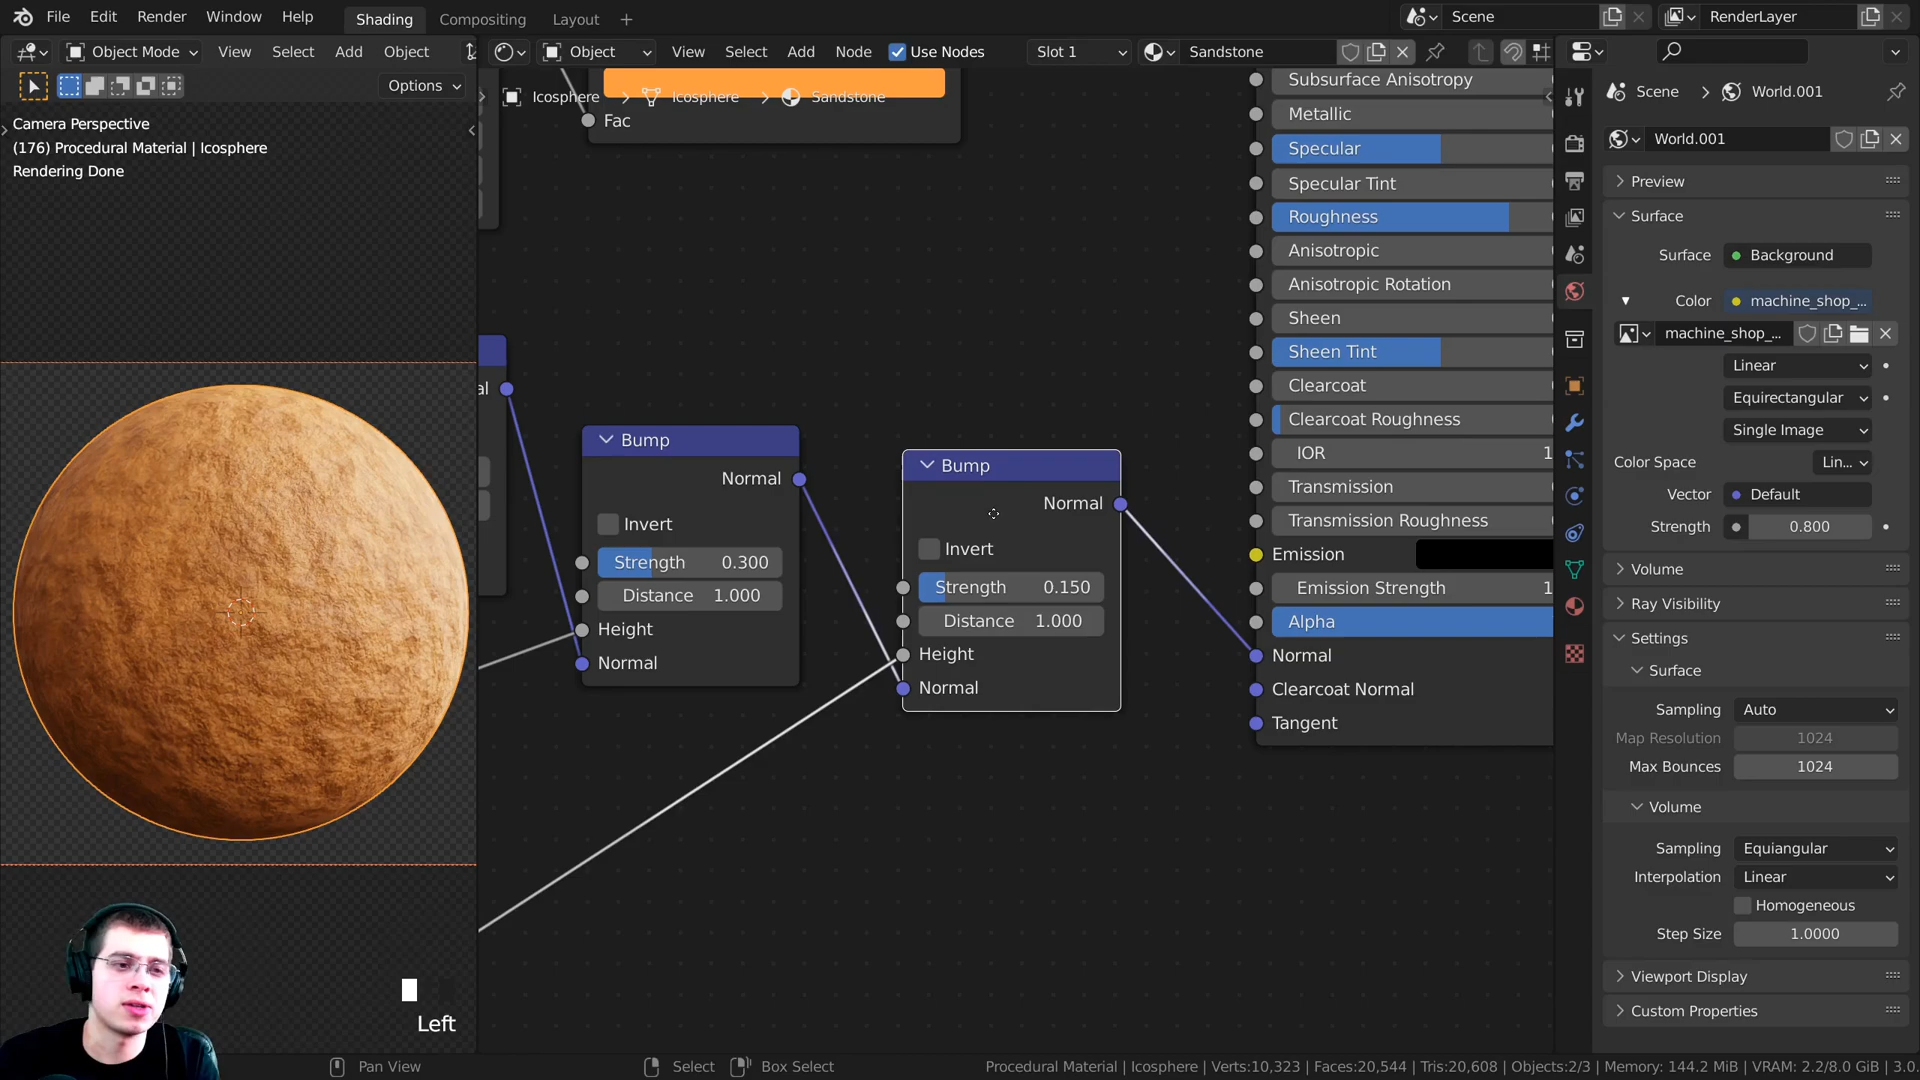 File Edit Render Window Help Shading Compositing Layout + Scene RenderLayer
Object Mode View Select Add Object Object View Select Add Node Use Nodes Slot 1 Sandstone
Options
Icosphere > Icosphere > Sandstone
Camera Perspective
(176) Procedural Material | Icosphere
Rendering Done
Fac
al
Bump
Normal
Invert
Strength 0.300
Distance 1.000
Height
Normal
Bump
Normal
Invert
Strength 0.150
Distance 1.000
Height
Normal
Subsurface Anisotropy
Metallic
Specular
Specular Tint
Roughness
Anisotropic
Anisotropic Rotation
Sheen
Sheen Tint
Clearcoat
Clearcoat Roughness
IOR 1
Transmission
Transmission Roughness
Emission
Emission Strength 1
Alpha
Normal
Clearcoat Normal
Tangent
Scene > World.001
World.001
Preview
Surface
Surface Background
Color machine_shop_...
machine_shop_...
Linear
Equirectangular
Single Image
Color Space Lin...
Vector Default
Strength 0.800
Volume
Ray Visibility
Settings
Surface
Sampling Auto
Map Resolution 1024
Max Bounces 1024
Volume
Sampling Equiangular
Interpolation Linear
Homogeneous
Step Size 1.0000
Viewport Display
Custom Properties
Left
Pan View Select Box Select Procedural Material | Icosphere | Verts:10,323 | Faces:20,544 | Tris:20,608 | Objects:2/3 | Memory: 144.2 MiB | VRAM: 2.2/8.0 GiB | 3.0.